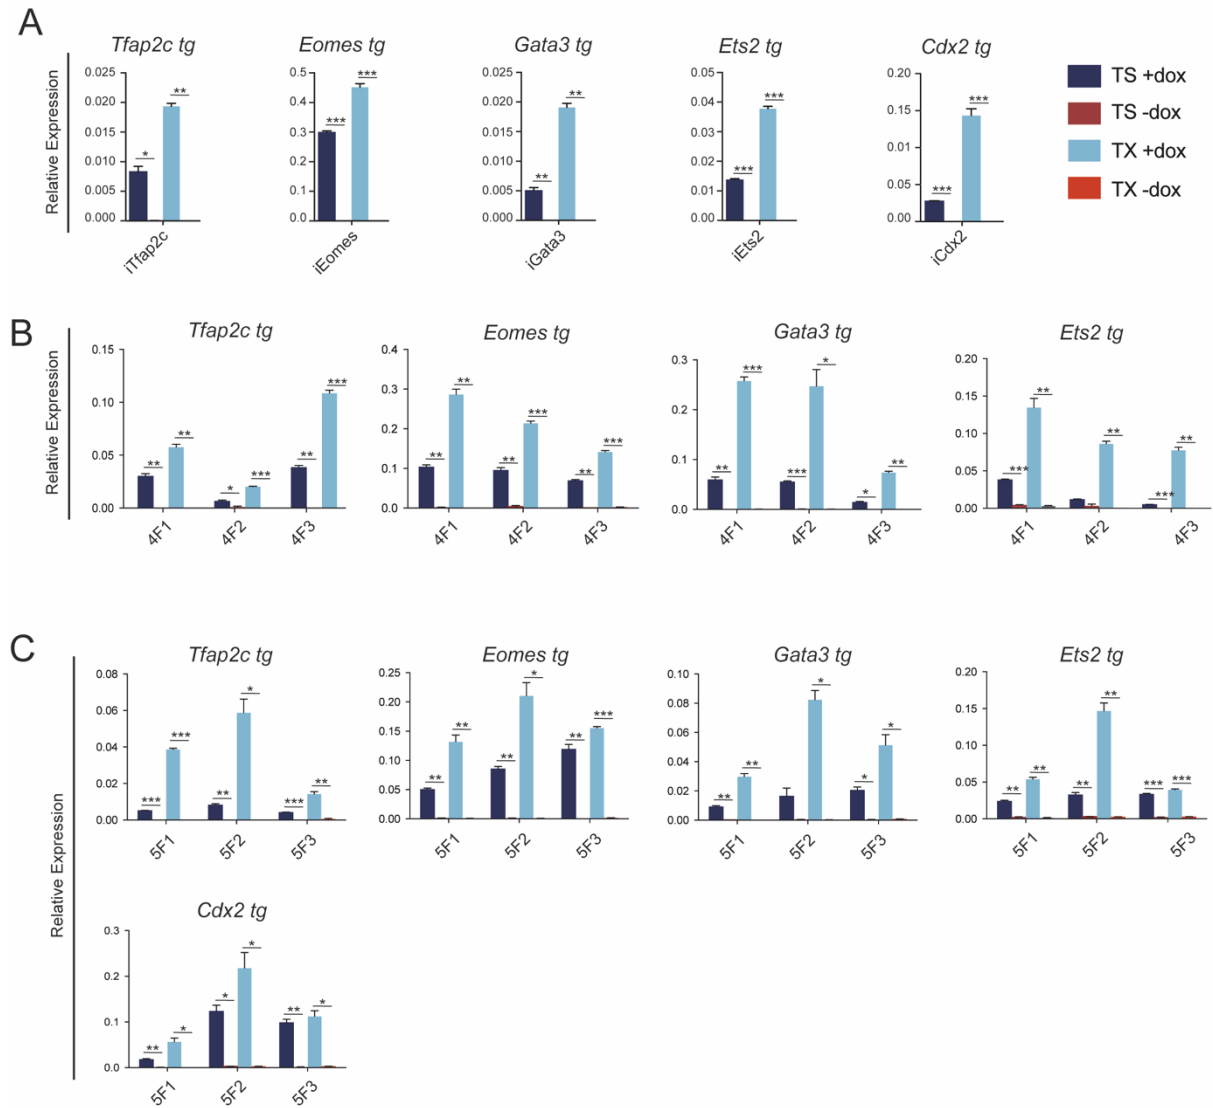 A
Tfap2c tg
Eomes tg
Gata3 tg
Ets2 tg
Cdx2 tg
Relative Expression
0.025
0.020
0.015
0.010
0.005
0.000
** 
*
iTfap2c
0.5
0.4
0.3
0.2
0.1
0.0
***
***
iEomes
0.025
0.020
0.015
0.010
0.005
0.000
**
**
iGata3
0.05
0.04
0.03
0.02
0.01
0.00
***
***
iEts2
0.20
0.15
0.10
0.05
0.00
***
***
iCdx2
TS +dox
TS -dox
TX +dox
TX -dox
B
Relative Expression
Tfap2c tg
0.15
0.10
0.05
0.00
**
**
*
***
**
***
4F1
4F2
4F3
Eomes tg
0.4
0.3
0.2
0.1
0.0
**
**
**
***
**
***
4F1
4F2
4F3
Gata3 tg
0.3
0.2
0.1
0.0
**
***
***
*
*
**
4F1
4F2
4F3
Ets2 tg
0.20
0.15
0.10
0.05
0.00
***
**
**
***
**
4F1
4F2
4F3
C
Relative Expression
Tfap2c tg
0.08
0.06
0.04
0.02
0.00
***
***
**
*
***
**
5F1
5F2
5F3
Eomes tg
0.25
0.20
0.15
0.10
0.05
0.00
**
**
**
*
**
***
5F1
5F2
5F3
Gata3 tg
0.10
0.08
0.06
0.04
0.02
0.00
**
**
*
*
*
5F1
5F2
5F3
Ets2 tg
0.20
0.15
0.10
0.05
0.00
**
**
**
**
***
***
5F1
5F2
5F3
Cdx2 tg
0.3
0.2
0.1
0.0
**
*
*
*
**
*
5F1
5F2
5F3